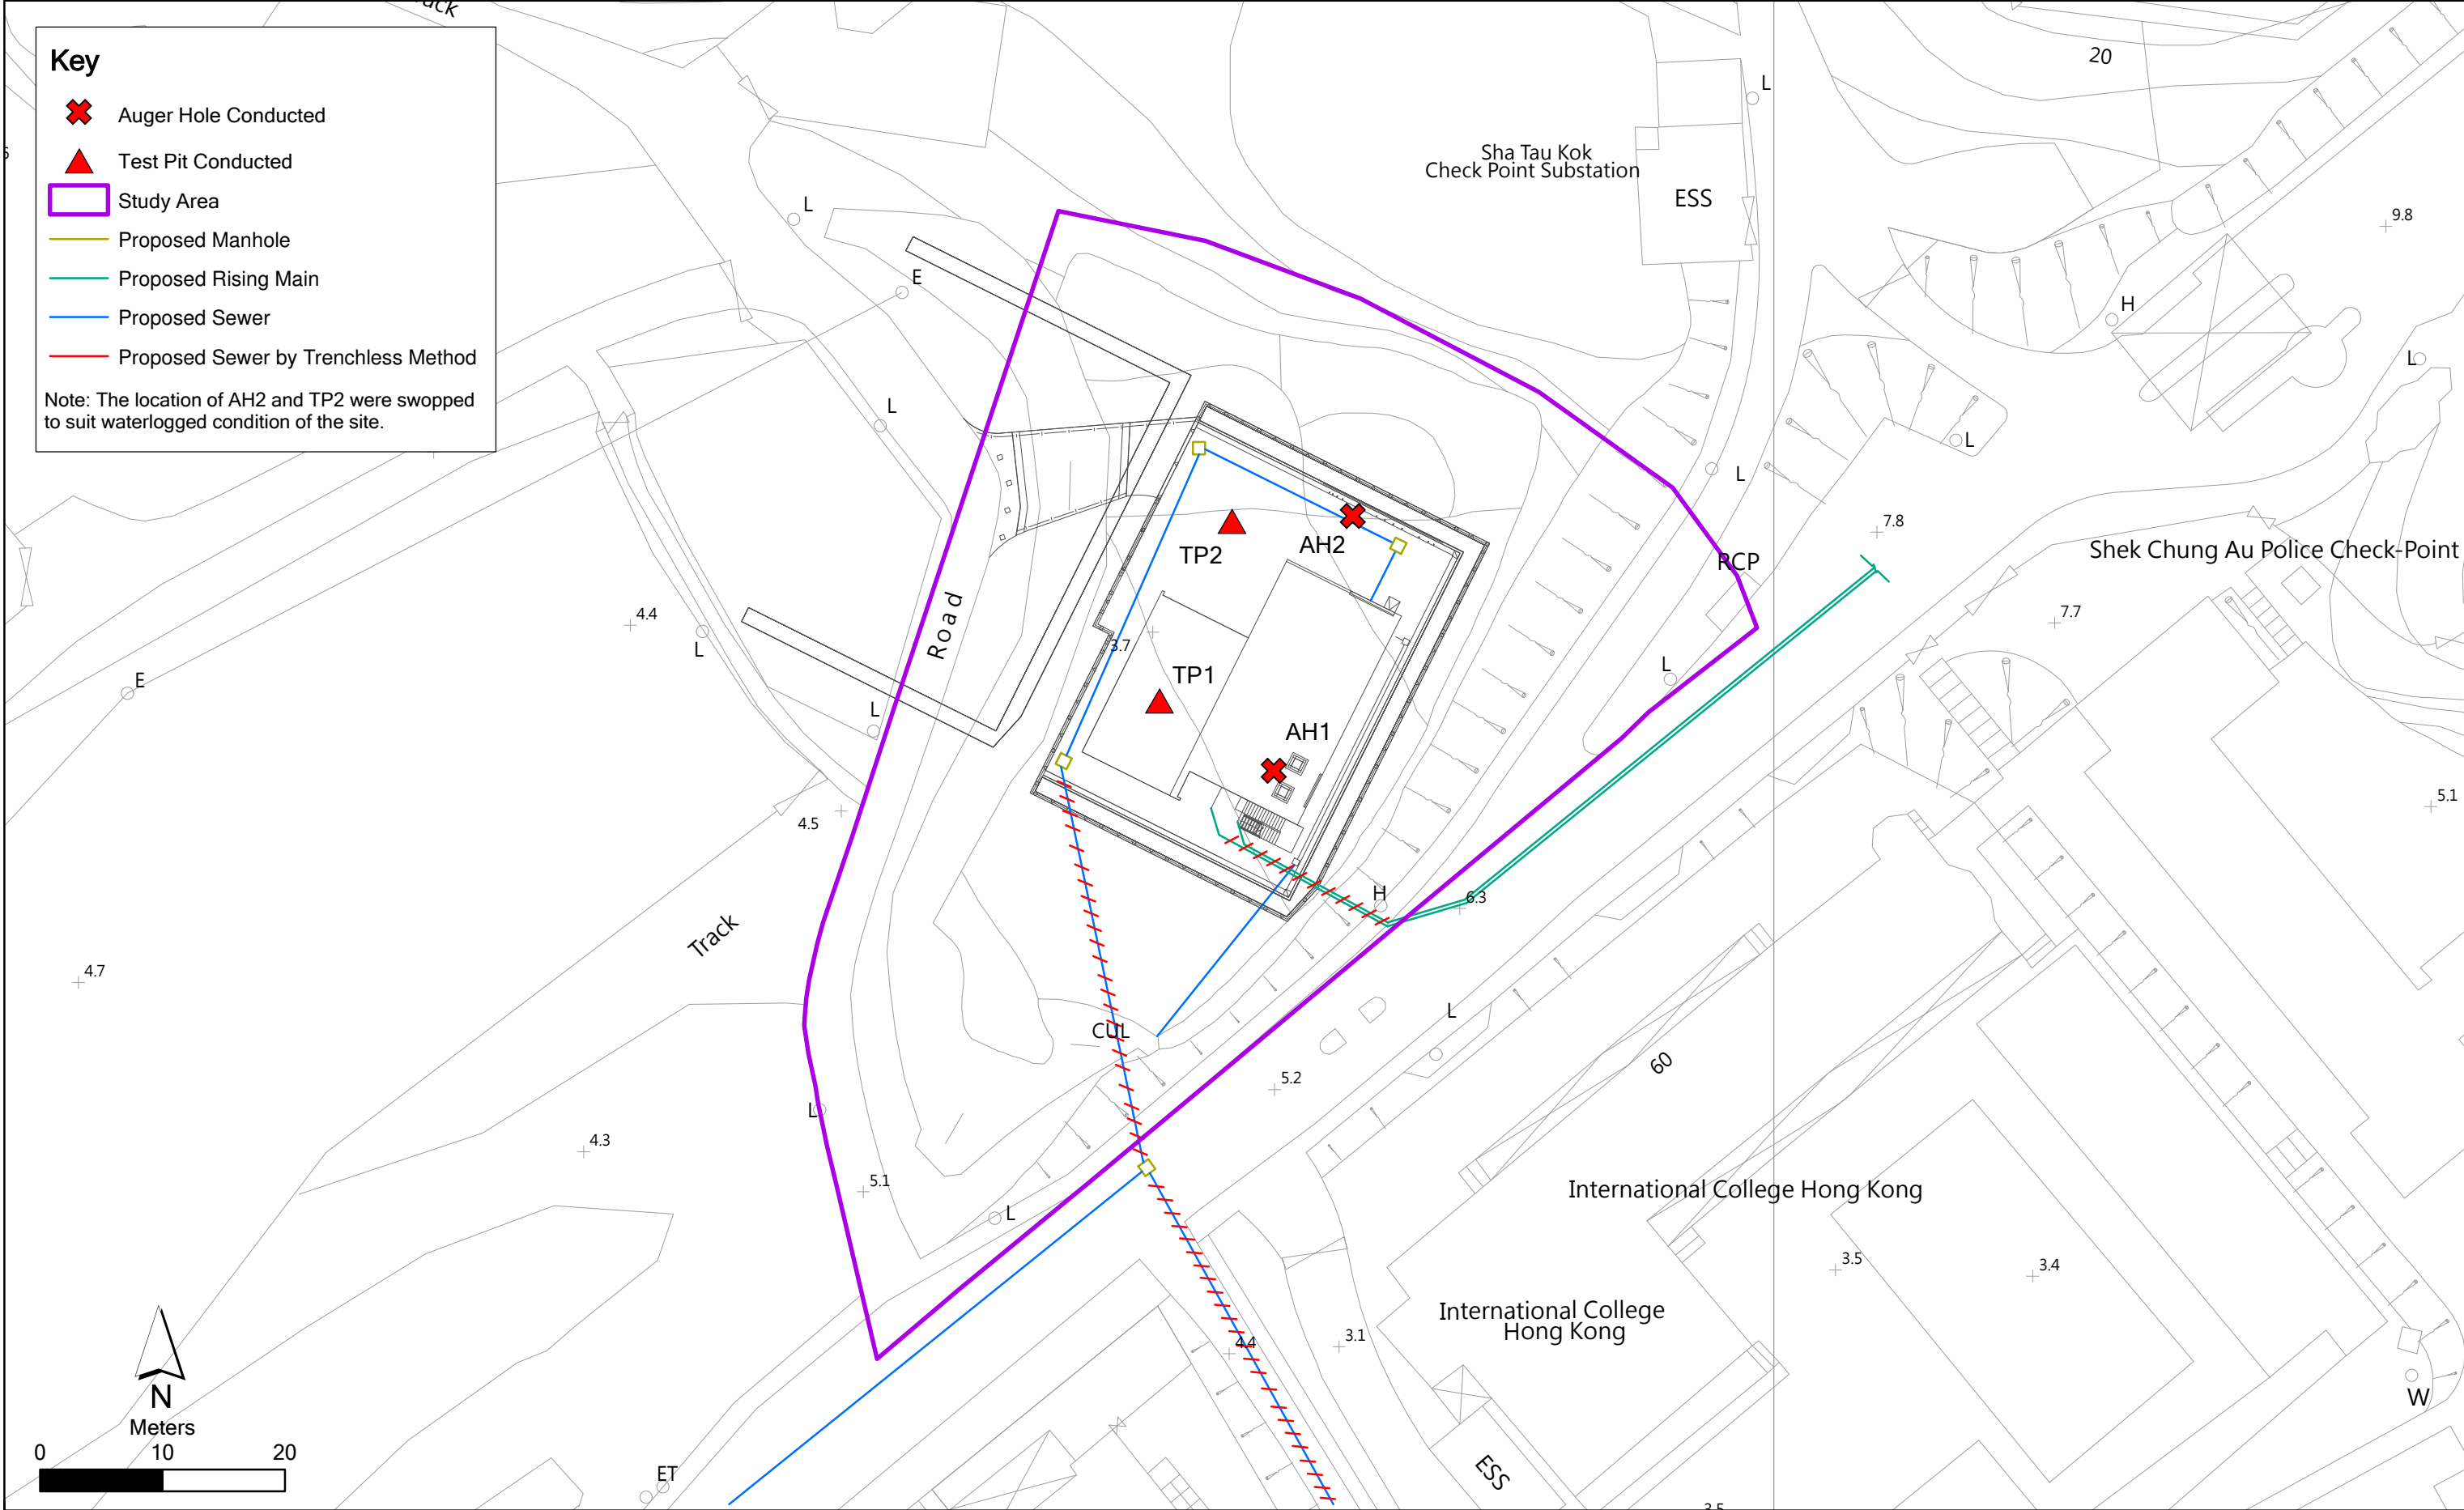 Key
Auger Hole Conducted
Test Pit Conducted
Study Area
Proposed Manhole
Proposed Rising Main
Proposed Sewer
Proposed Sewer by Trenchless Method
Note: The location of AH2 and TP2 were swopped
to suit waterlogged condition of the site.
20
L
Sha Tau Kok
Check Point Substation
ESS
L
9.8
E
H
L
L
L
L
7.8
TP2
AH2
RCP
Shek Chung Au Police Check-Point
4.4
Road
7.7
L
3.7
TP1
L
E
L
AH1
5.1
4.5
H
6.3
Track
4.7
L
CUL
60
5.2
L
4.3
5.1
International College Hong Kong
L
3.5
3.4
International College
Hong Kong
4.4
3.1
N
Meters
0
10
20
W
ET
ESS